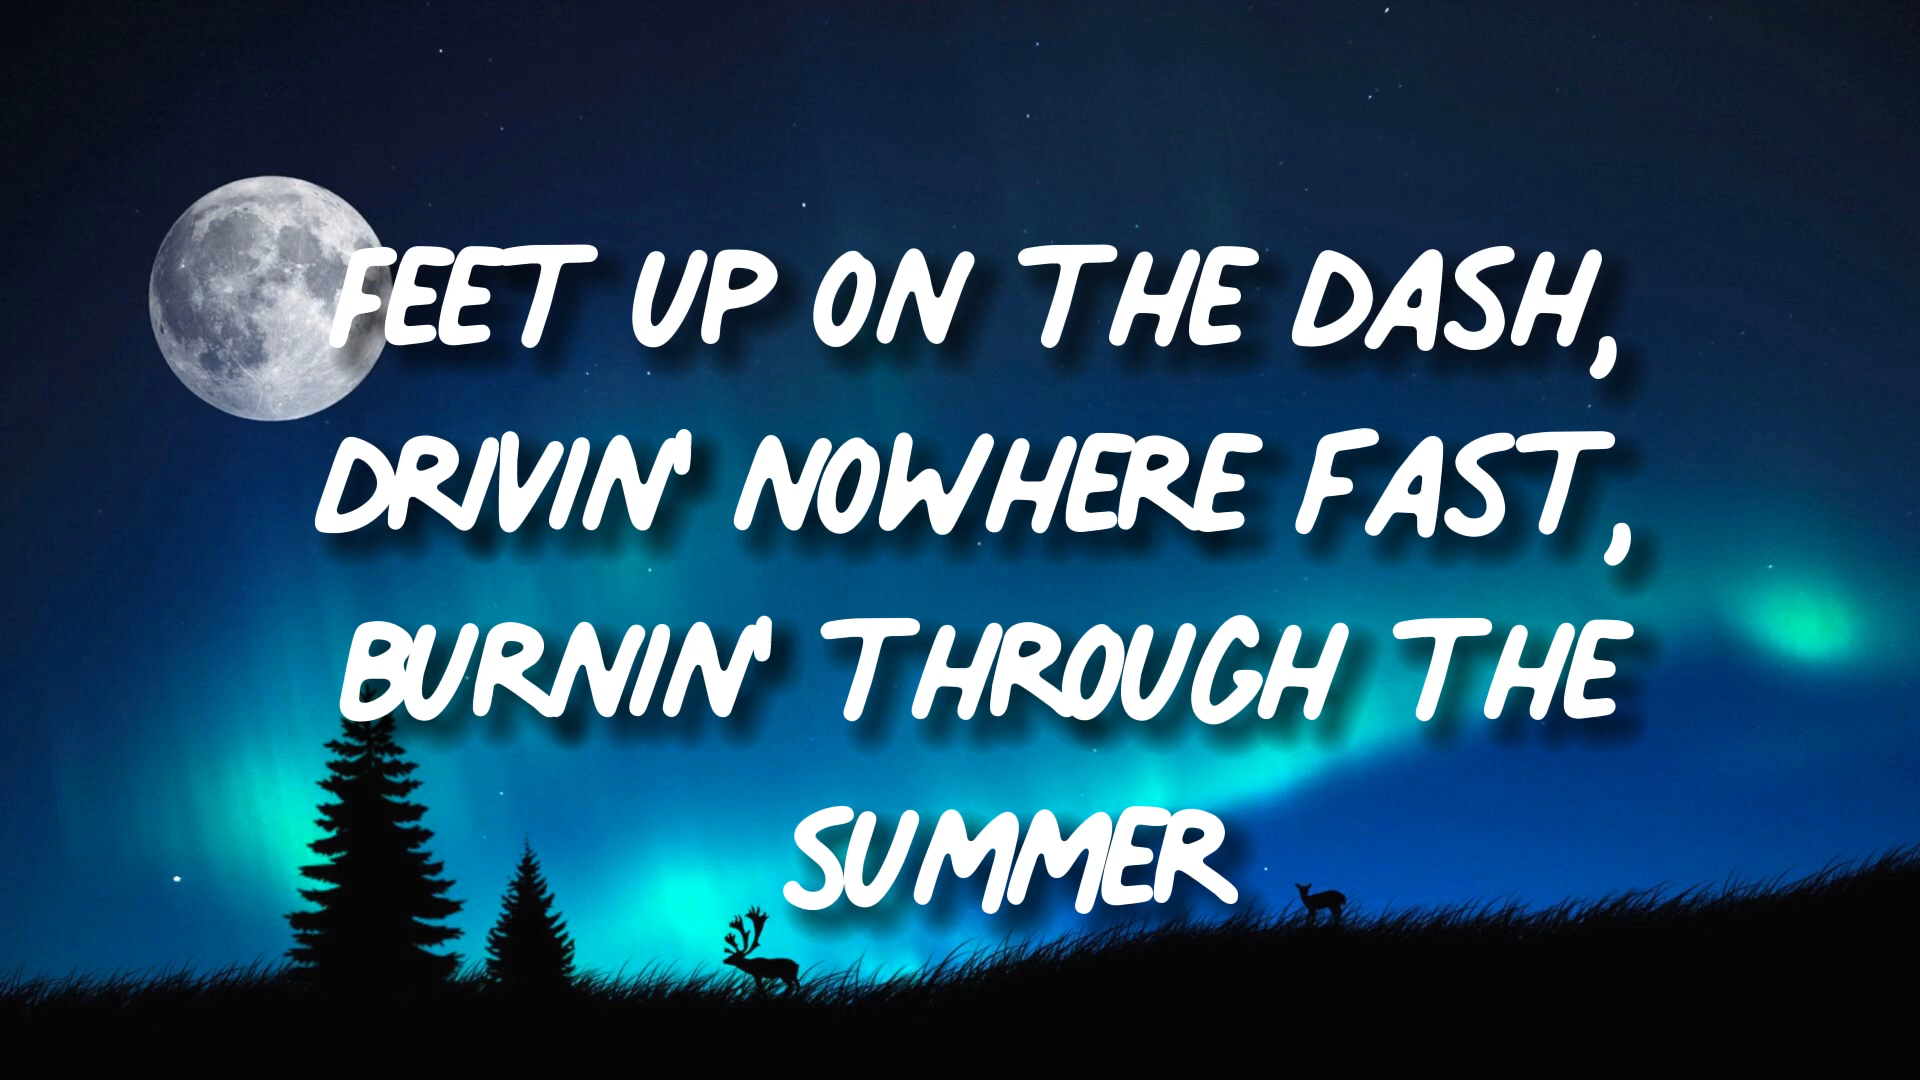 FEET UP ON THE DASH,
DRIVIN' NOWHERE FAST,
BURNIN' THROUGH THE
SUMMER